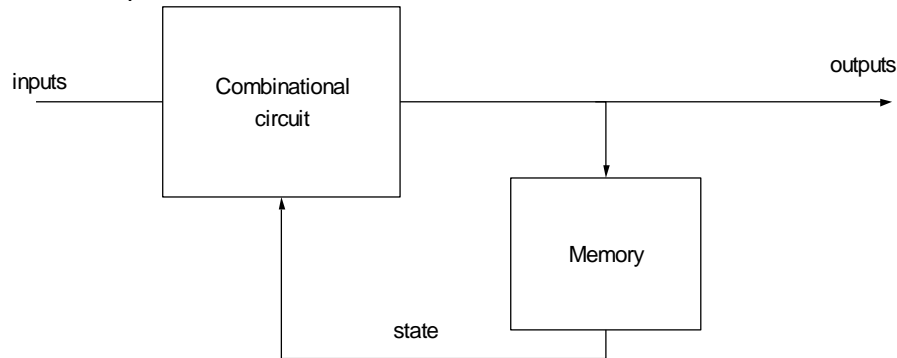 inputs
Combinational
circuit
outputs
Memory
state